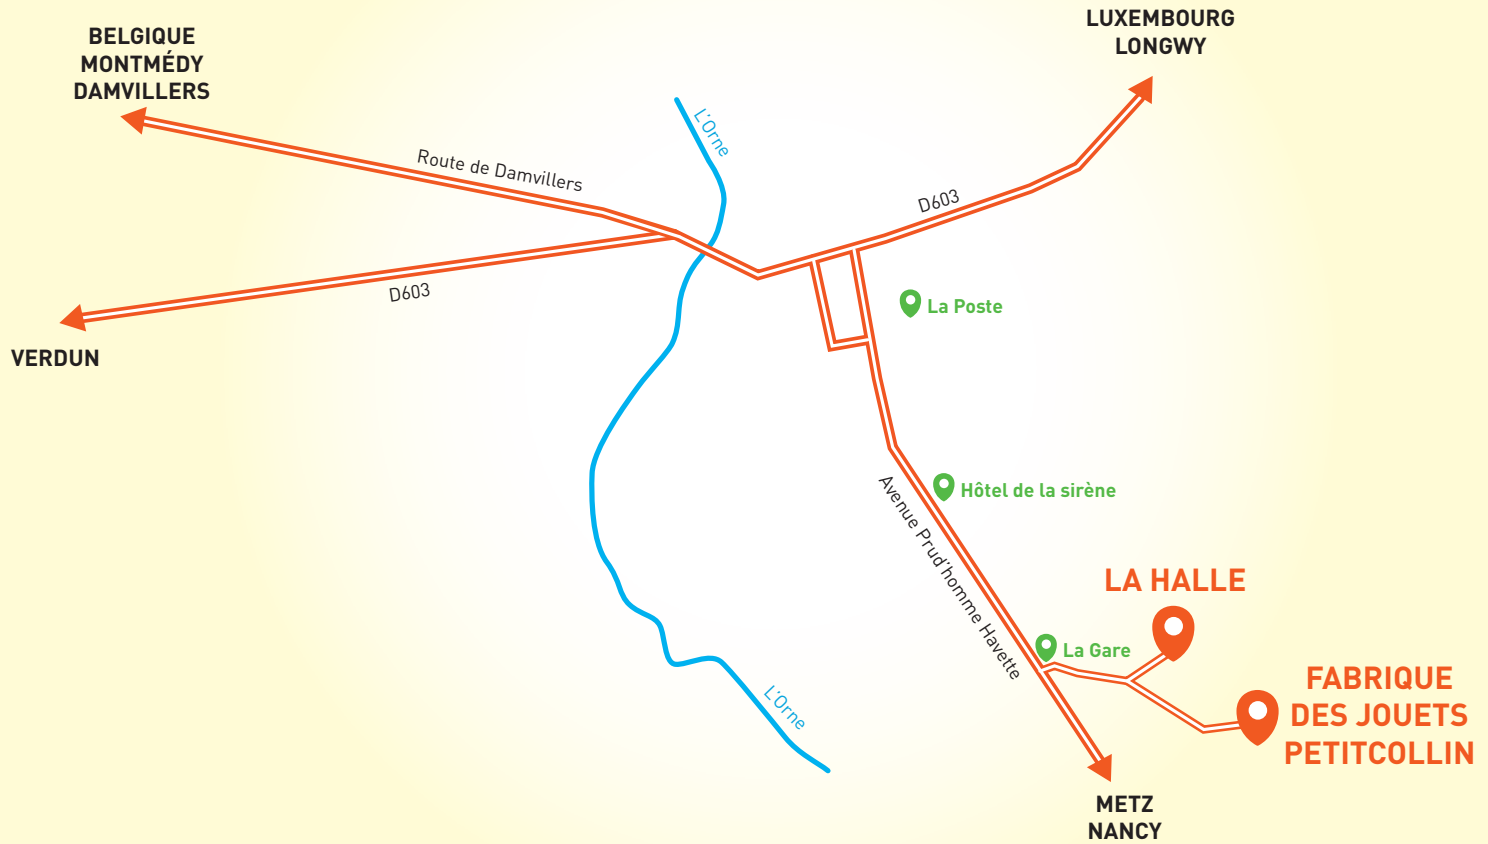 BELGIQUE
MONTMÉDY
DAMVILLERS
LUXEMBOURG
LONGWY
L'Orne
Route de Damvillers
D603
D603
VERDUN
La Poste
Hôtel de la sirène
Avenue Prud'homme Havette
LA HALLE
La Gare
FABRIQUE
DES JOUETS
PETITCOLLIN
L'Orne
METZ
NANCY